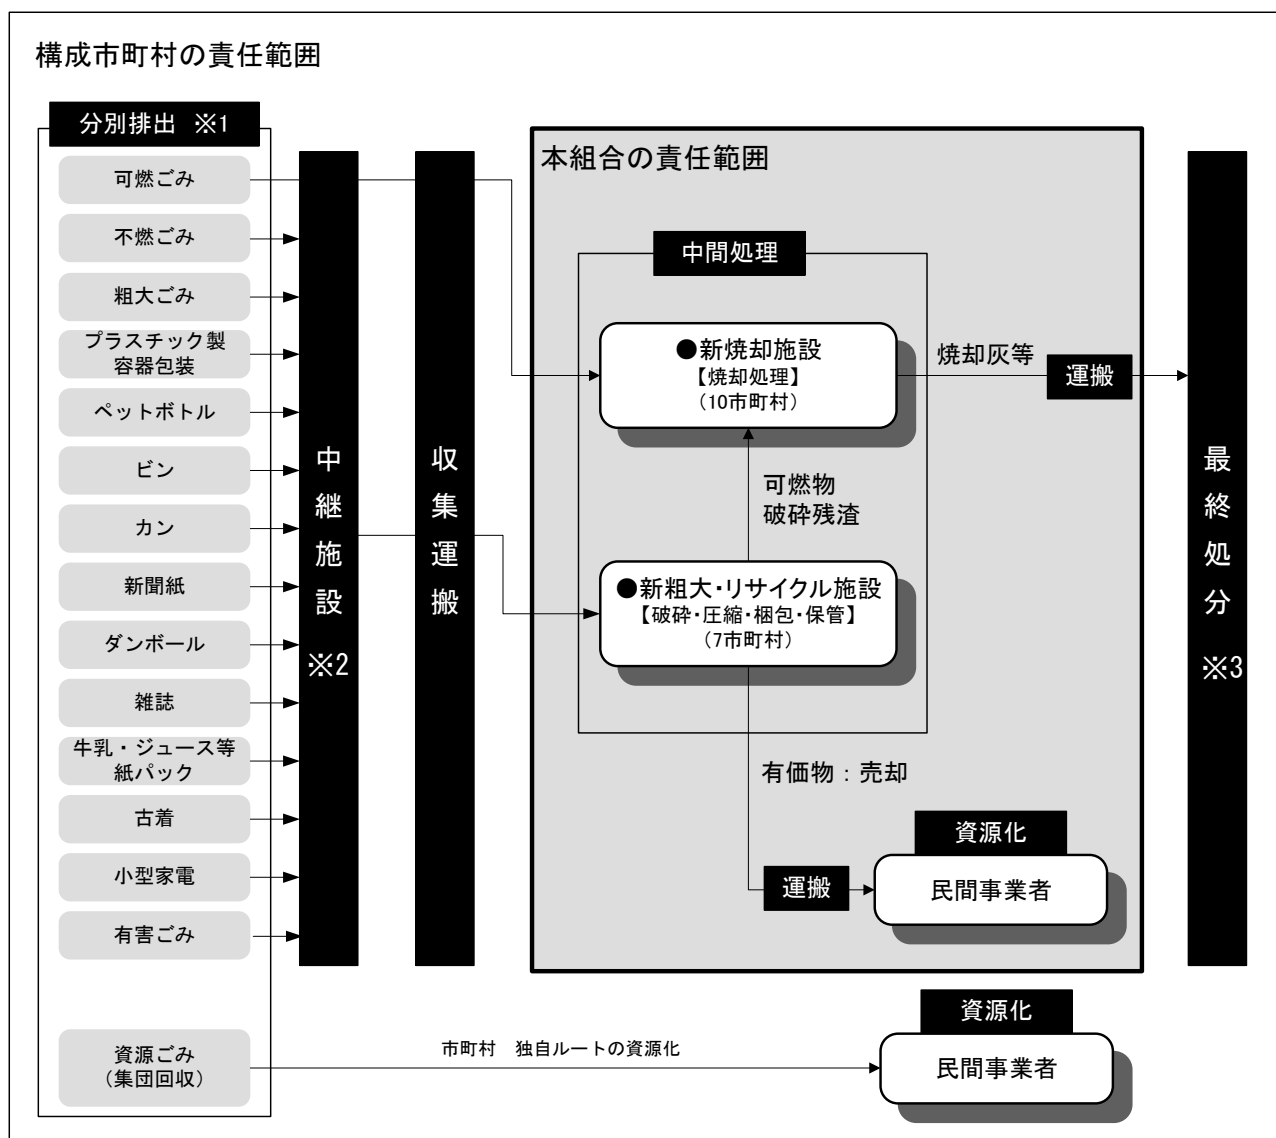 構成市町村の責任範囲
分別排出 ※1
可燃ごみ
不燃ごみ
粗大ごみ
プラスチック製
容器包装
ペットボトル
ビン
カン
新聞紙
ダンボール
雑誌
牛乳・ジュース等
紙パック
古着
小型家電
有害ごみ
資源ごみ
(集団回収)
中継施設 ※2
収集運搬
本組合の責任範囲
中間処理
●新焼却施設
【焼却処理】
(10市町村)
焼却灰等
運搬
可燃物
破砕残渣
●新粗大・リサイクル施設
【破砕・圧縮・梱包・保管】
(7市町村)
有価物：売却
運搬
資源化
民間事業者
最終処分 ※3
市町村 独自ルートの資源化
資源化
民間事業者